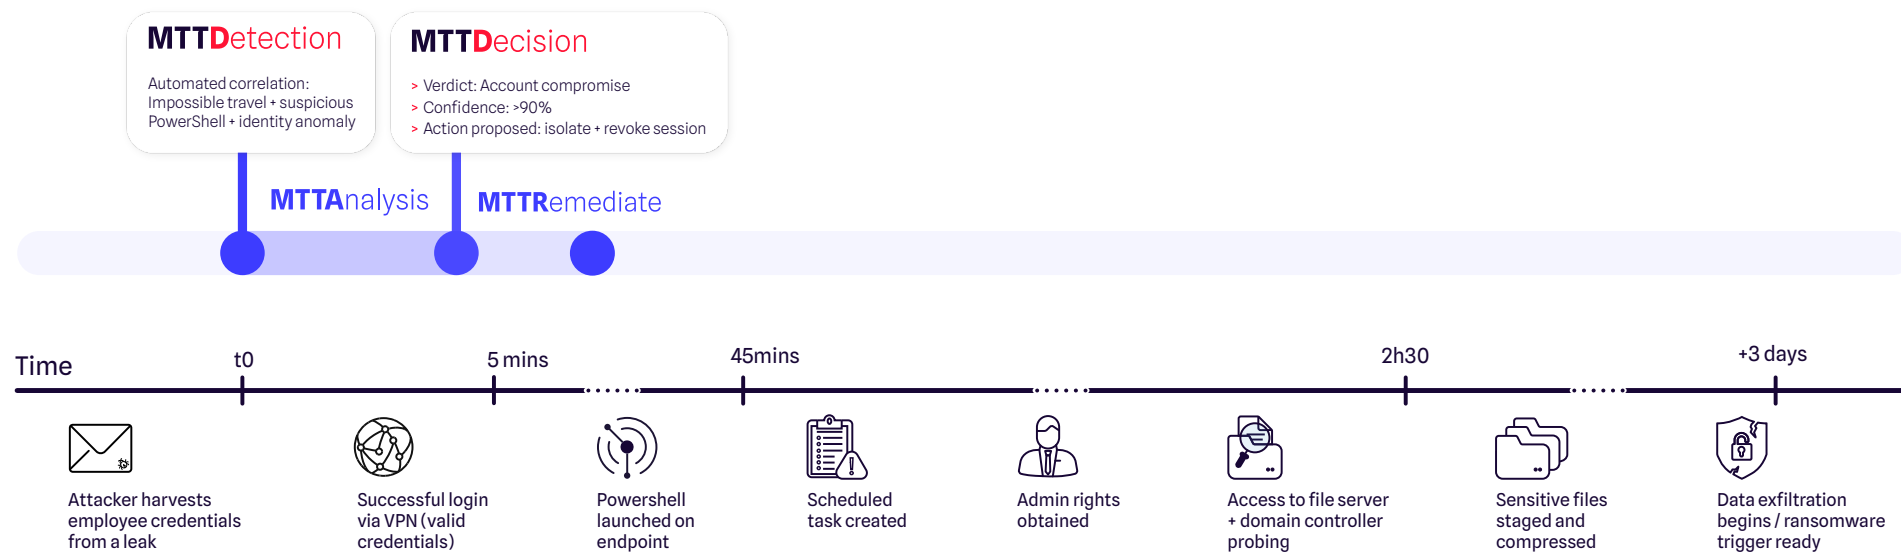 MTTDetection
Automated correlation:
Impossible travel + suspicious
PowerShell + identity anomaly
MTTDecision
> Verdict: Account compromise
> Confidence: >90%
> Action proposed: isolate + revoke session
MTTAnalysis
MTTRemediate
Time
t0
5 mins
45mins
2h30
+3 days
Attacker harvests
employee credentials
from a leak
Successful login
via VPN (valid
credentials)
Powershell
launched on
endpoint
Scheduled
task created
Admin rights
obtained
Access to file server
+ domain controller
probing
Sensitive files
staged and
compressed
Data exfiltration
begins / ransomware
trigger ready